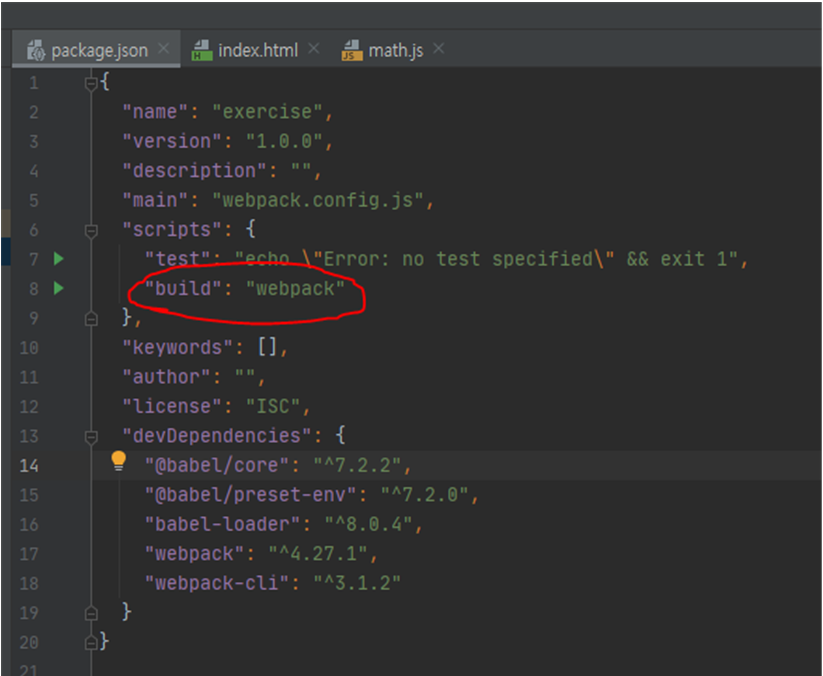 package.json index.html math.js
1 {
2 "name": "exercise",
3 "version": "1.0.0",
4 "description": "",
5 "main": "webpack.config.js",
6 "scripts": {
7 "test": "echo \"Error: no test specified\" && exit 1",
8 "build": "webpack"
9 },
10 "keywords": [],
11 "author": "",
12 "license": "ISC",
13 "devDependencies": {
14 "@babel/core": "^7.2.2",
15 "@babel/preset-env": "^7.2.0",
16 "babel-loader": "^8.0.4",
17 "webpack": "^4.27.1",
18 "webpack-cli": "^3.1.2"
19 }
20 }
21